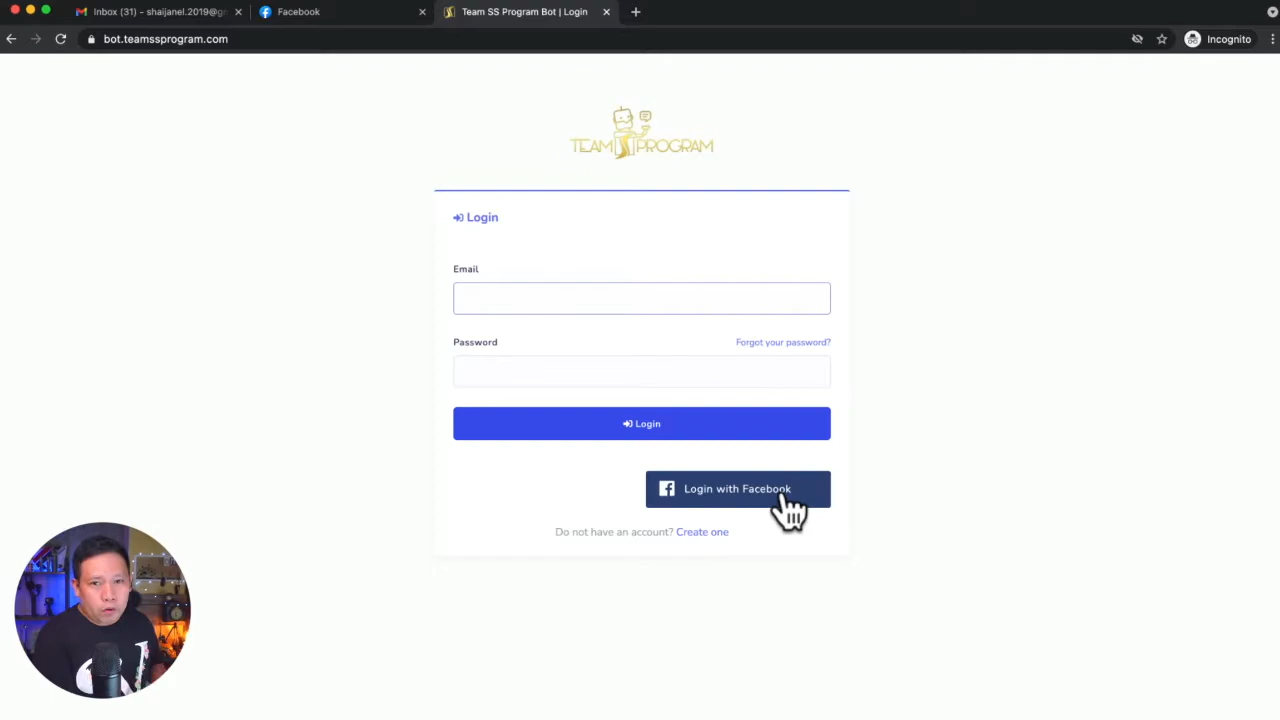 Inbox (31) - shaijanel.2019@g
Facebook
Team SS Program Bot | Login
bot.teamssprogram.com
Incognito
TEAM SS PROGRAM
Login
Email
Password
Forgot your password?
Login
Login with Facebook
Do not have an account? Create one